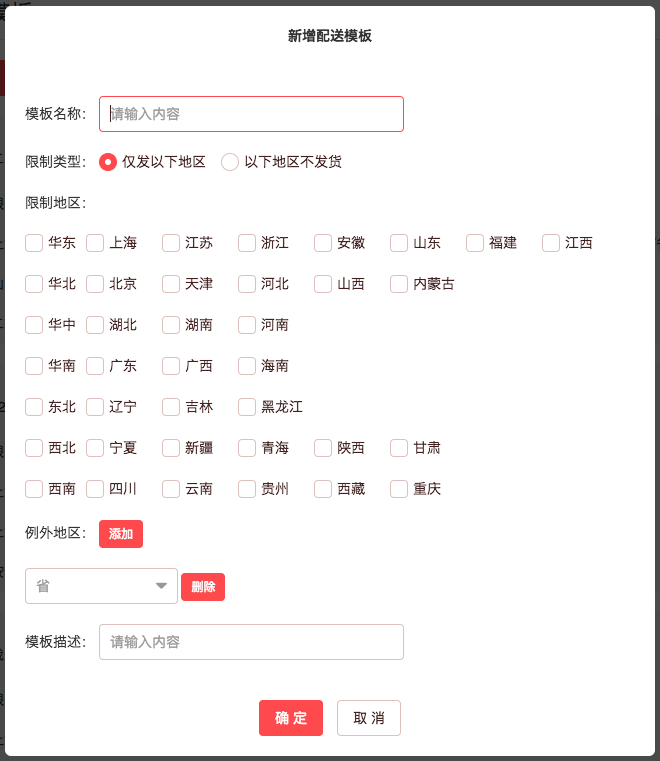 新增配送模板
模板名称： 请输入内容
限制类型： 仅发以下地区 以下地区不发货
限制地区：
华东 上海 江苏 浙江 安徽 山东 福建 江西
华北 北京 天津 河北 山西 内蒙古
华中 湖北 湖南 河南
华南 广东 广西 海南
东北 辽宁 吉林 黑龙江
西北 宁夏 新疆 青海 陕西 甘肃
西南 四川 云南 贵州 西藏 重庆
例外地区： 添加
省 删除
模板描述： 请输入内容
确 定 取 消